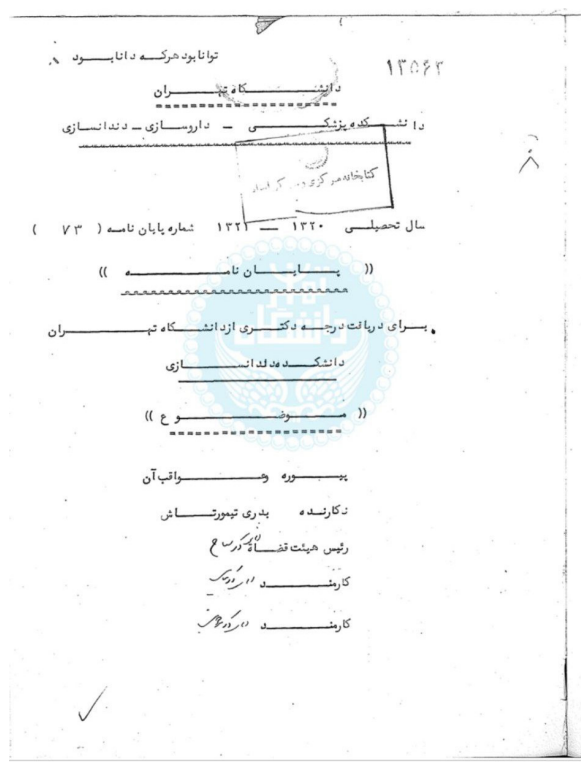 توانا بود هرکه دانا بود
۱۳۵۶۳
دانشگاه تهران
دانشکده پزشکی - داروسازی - دندانسازی
کتابخانه مرکزی
سال تحصیلی ۱۳۲۰ — ۱۳۲۱ شماره پایان نامه ( ۷۳ )
(( پایان نامه ))
برای دریافت درجه دکتری از دانشگاه تهران
دانشکده دندانسازی
(( موضوع ))
پیوره وعواقب آن
نگارنده بدری تیمورتاش
رئیس هیئت قضاة
کارمند
کارمند